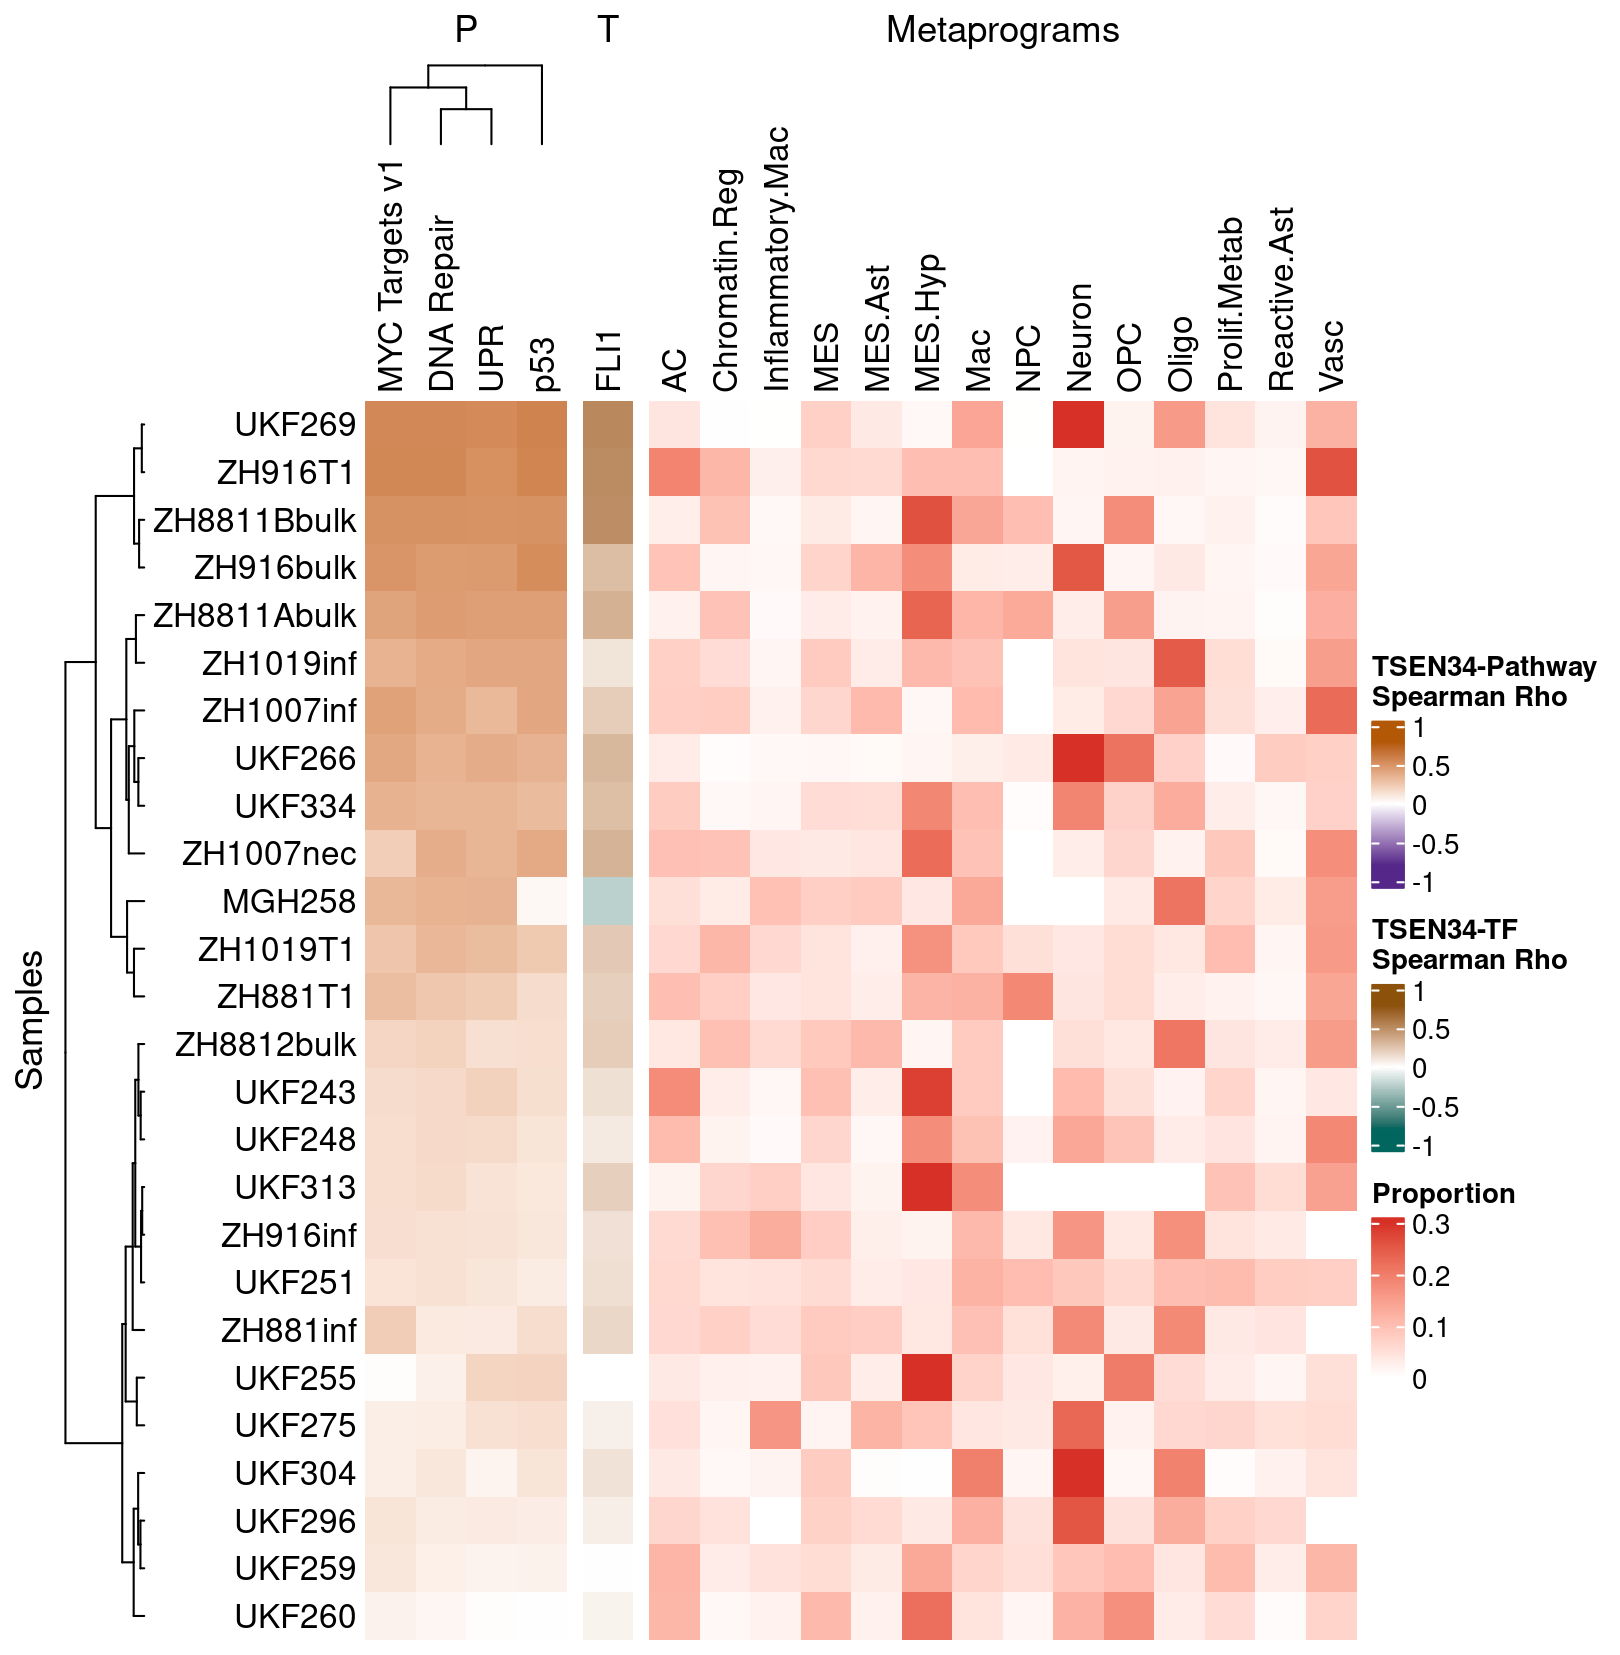 P T Metaprograms
MYC Targets v1
DNA Repair
UPR
p53
FLI1
AC
Chromatin.Reg
Inflammatory.Mac
MES
MES.Ast
MES.Hyp
Mac
NPC
Neuron
OPC
Oligo
Prolif.Metab
Reactive.Ast
Vasc
Samples
UKF269
ZH916T1
ZH8811Bbulk
ZH916bulk
ZH8811Abulk
ZH1019inf
ZH1007inf
UKF266
UKF334
ZH1007nec
MGH258
ZH1019T1
ZH881T1
ZH8812bulk
UKF243
UKF248
UKF313
ZH916inf
UKF251
ZH881inf
UKF255
UKF275
UKF304
UKF296
UKF259
UKF260
TSEN34-Pathway
Spearman Rho
1
0.5
0
-0.5
-1
TSEN34-TF
Spearman Rho
1
0.5
0
-0.5
-1
Proportion
0.3
0.2
0.1
0